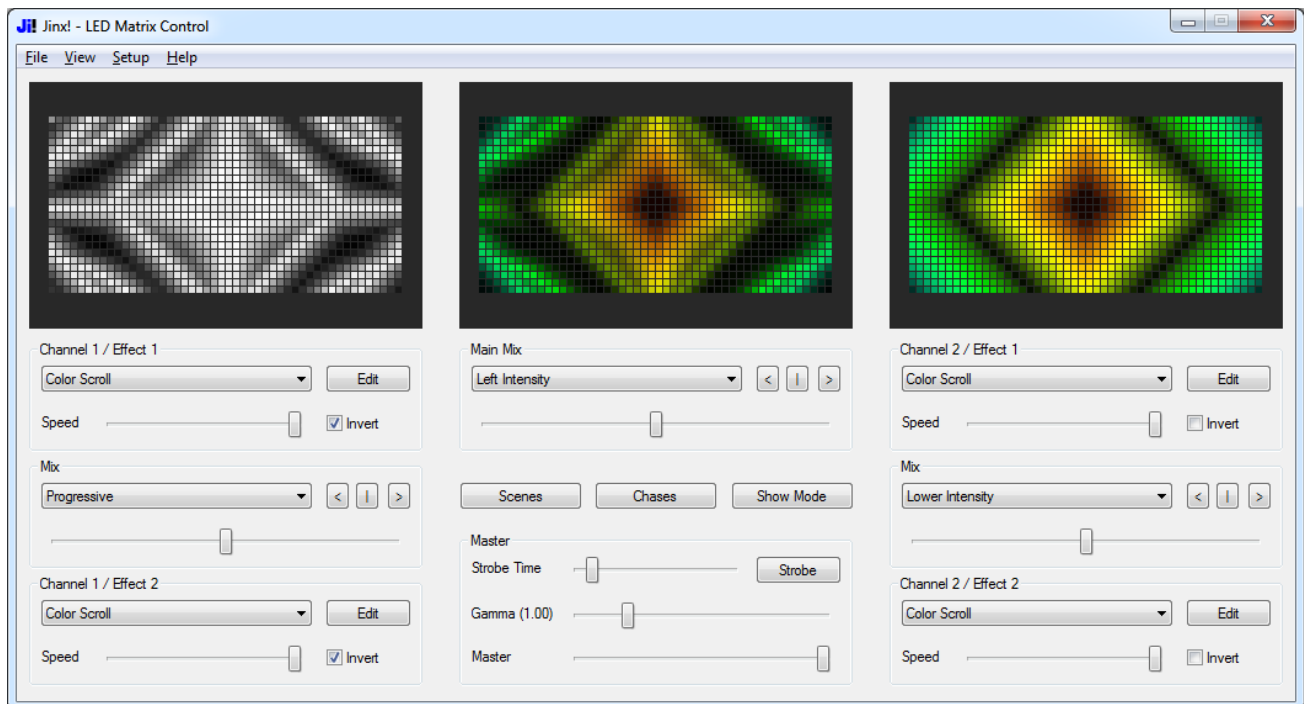 Ji! Jinx! - LED Matrix Control
File View Setup Help
Channel 1 / Effect 1
Color Scroll
Edit
Speed
Invert
Mix
Progressive
< | >
Channel 1 / Effect 2
Color Scroll
Edit
Speed
Invert
Main Mix
Left Intensity
< | >
Scenes Chases Show Mode
Master
Strobe Time
Strobe
Gamma (1.00)
Master
Channel 2 / Effect 1
Color Scroll
Edit
Speed
Invert
Mix
Lower Intensity
< | >
Channel 2 / Effect 2
Color Scroll
Edit
Speed
Invert